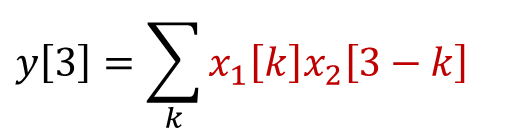 y[3] = ∑ₖ x₁[k]x₂[3 − k]